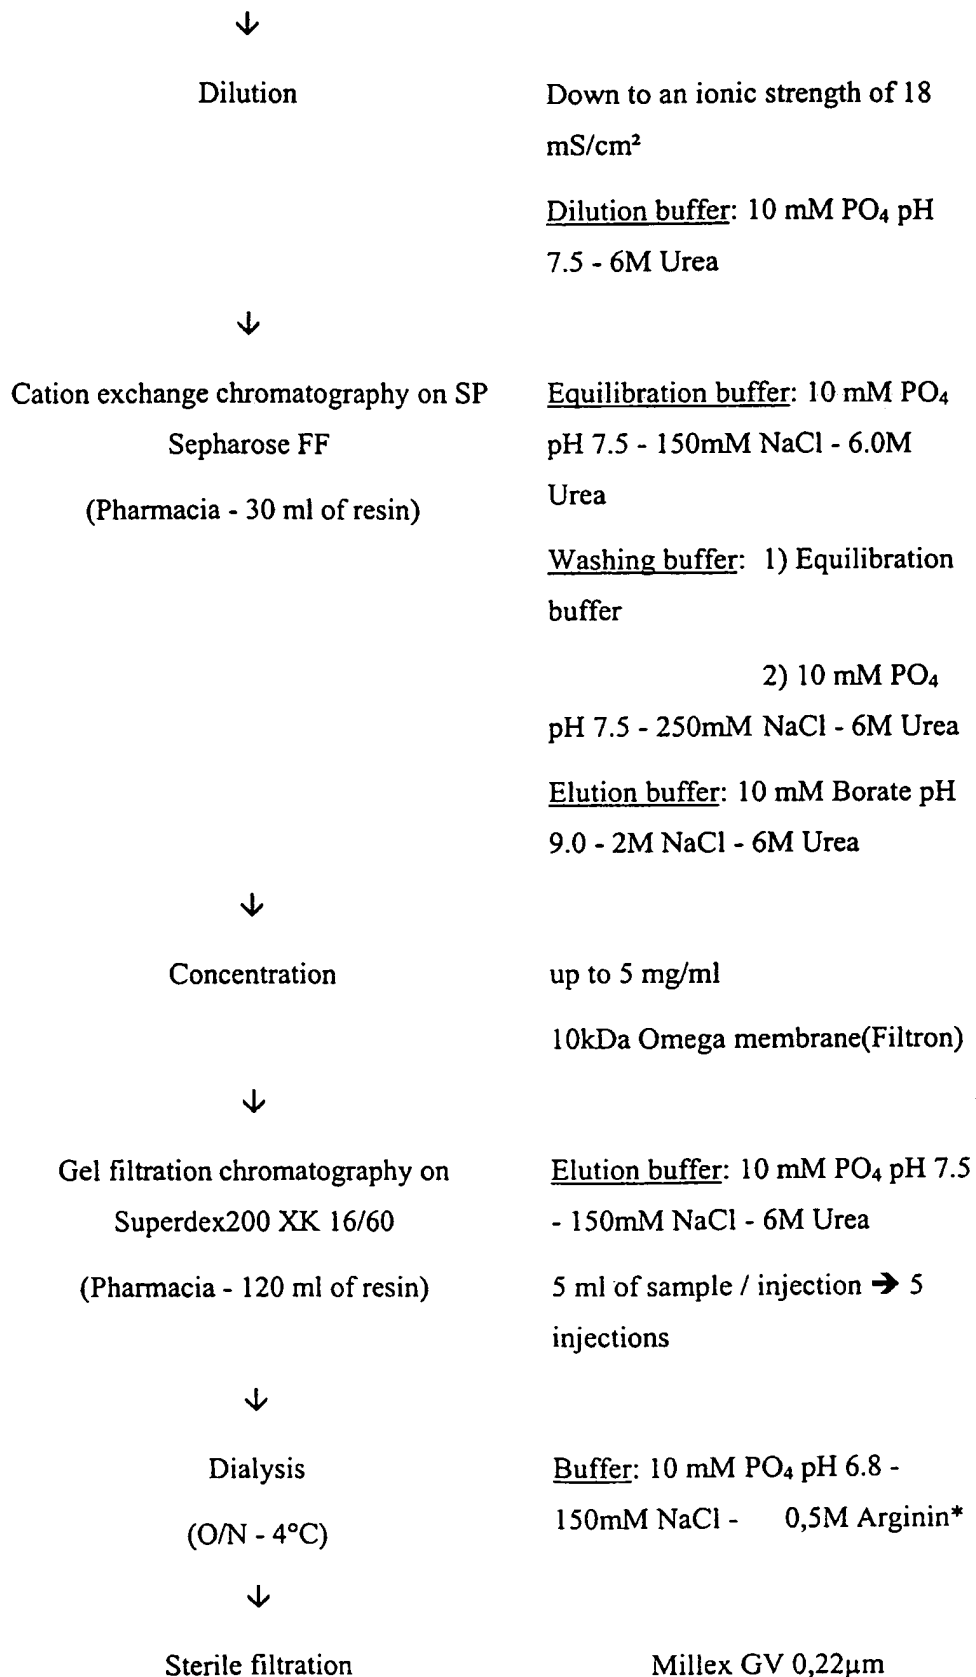 ↓
Dilution
Down to an ionic strength of 18
mS/cm²
Dilution buffer: 10 mM PO₄ pH
7.5 - 6M Urea
↓
Cation exchange chromatography on SP
Sepharose FF
(Pharmacia - 30 ml of resin)
Equilibration buffer: 10 mM PO₄
pH 7.5 - 150mM NaCl - 6.0M
Urea
Washing buffer: 1) Equilibration
buffer
2) 10 mM PO₄
pH 7.5 - 250mM NaCl - 6M Urea
Elution buffer: 10 mM Borate pH
9.0 - 2M NaCl - 6M Urea
↓
Concentration
up to 5 mg/ml
10kDa Omega membrane(Filtron)
↓
Gel filtration chromatography on
Superdex200 XK 16/60
(Pharmacia - 120 ml of resin)
Elution buffer: 10 mM PO₄ pH 7.5
- 150mM NaCl - 6M Urea
5 ml of sample / injection ➔ 5
injections
↓
Dialysis
(O/N - 4°C)
Buffer: 10 mM PO₄ pH 6.8 -
150mM NaCl - 0,5M Arginin*
↓
Sterile filtration
Millex GV 0,22µm